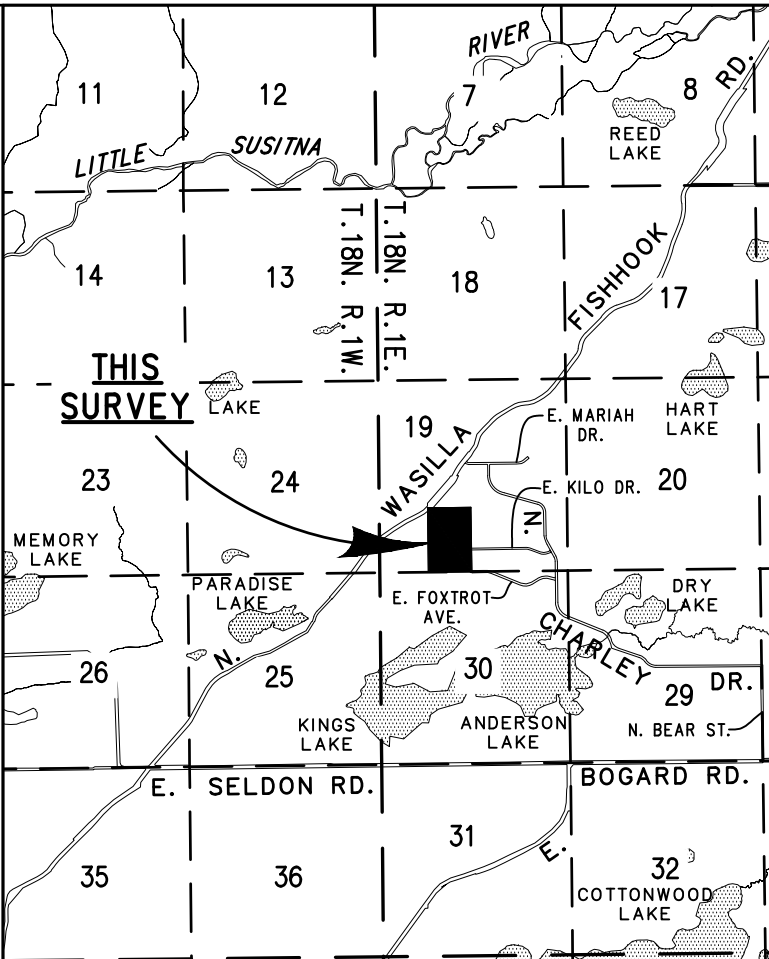 RIVER
11
12
7
8
RD.
REED
LAKE
LITTLE
SUSITNA
14
13
T. 18N. R. 1W.
T. 18N. R. 1E.
18
FISHHOOK
17
THIS
SURVEY
LAKE
19
WASILLA
E. MARIAH
DR.
HART
LAKE
23
24
E. KILO DR.
20
MEMORY
LAKE
N.
PARADISE
LAKE
E. FOXTROT
AVE.
DRY
LAKE
CHARLEY
N.
26
25
30
29
DR.
KINGS
LAKE
ANDERSON
LAKE
N. BEAR ST.
E. SELDON RD.
BOGARD RD.
31
E.
35
36
32
COTTONWOOD
LAKE